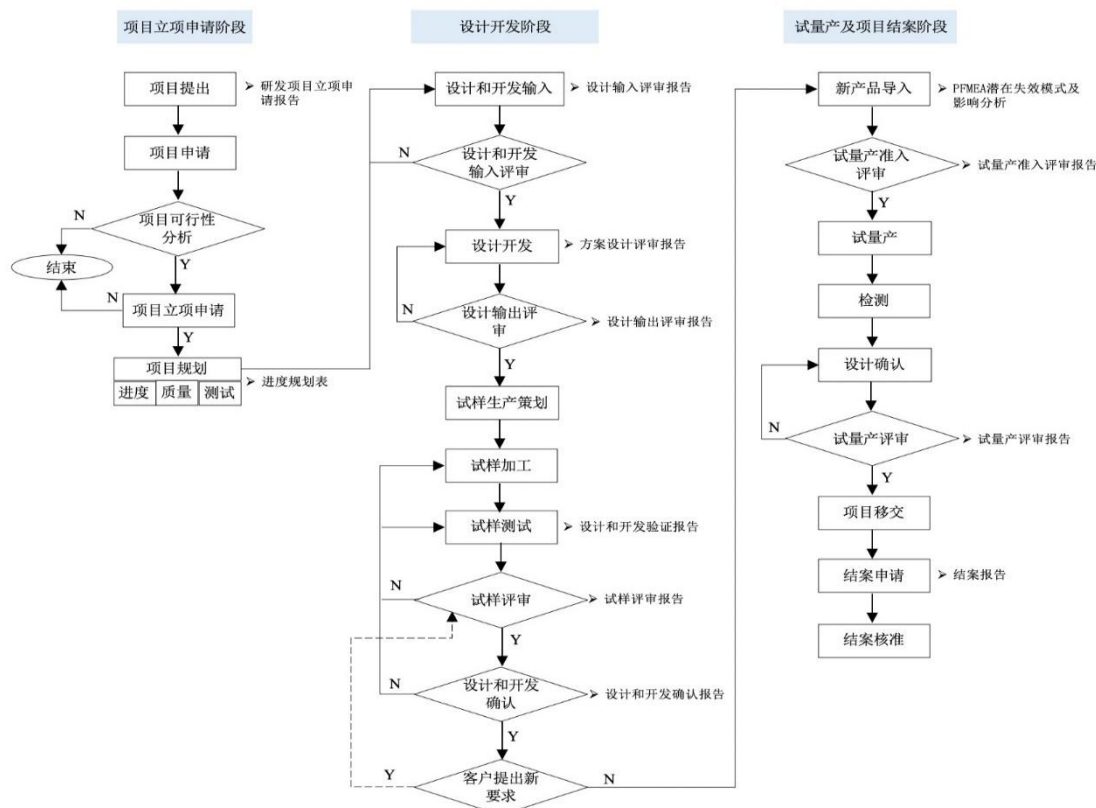 项目立项申请阶段
项目提出
研发项目立项申
请报告
项目申请
项目可行性
分析
N
Y
结束
N
项目立项申请
Y
项目规划
进度
质量
测试
进度规划表
设计开发阶段
设计和开发输入
设计输入评审报告
N
设计和开发
输入评审
Y
设计开发
方案设计评审报告
N
设计输出评
审
设计输出评审报告
Y
试样生产策划
试样加工
试样测试
设计和开发验证报告
N
试样评审
试样评审报告
Y
N
设计和开发
确认
设计和开发确认报告
Y
Y
客户提出新
要求
N
试量产及项目结案阶段
新产品导入
PFMEA潜在失效模式及
影响分析
试量产准入
评审
试量产准入评审报告
Y
试量产
检测
设计确认
N
试量产评审
试量产评审报告
Y
项目移交
结案申请
结案报告
结案核准